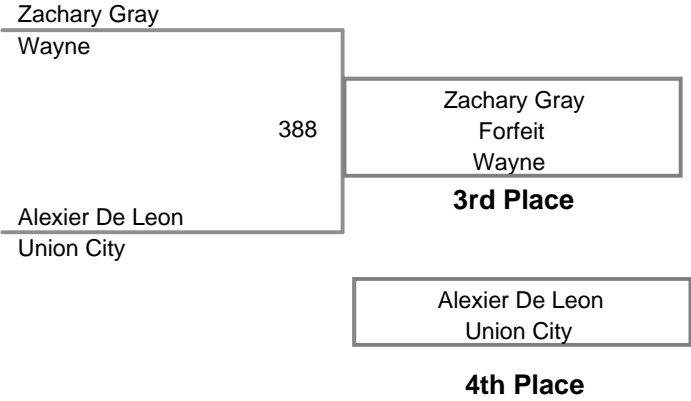 Zachary Gray
Wayne
388
Zachary Gray
Forfeit
Wayne
3rd Place
Alexier De Leon
Union City
Alexier De Leon
Union City
4th Place